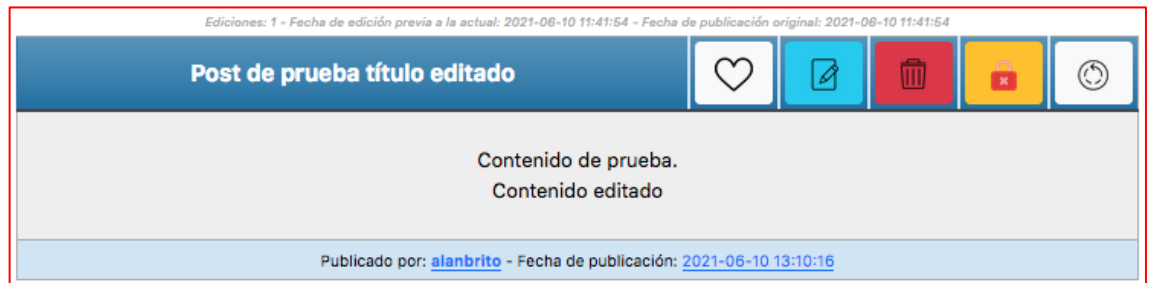 Ediciones: 1 - Fecha de edición previa a la actual: 2021-06-10 11:41:54 - Fecha de publicación original: 2021-06-10 11:41:54
Post de prueba título editado
Contenido de prueba.
Contenido editado
Publicado por: alanbrito - Fecha de publicación: 2021-06-10 13:10:16